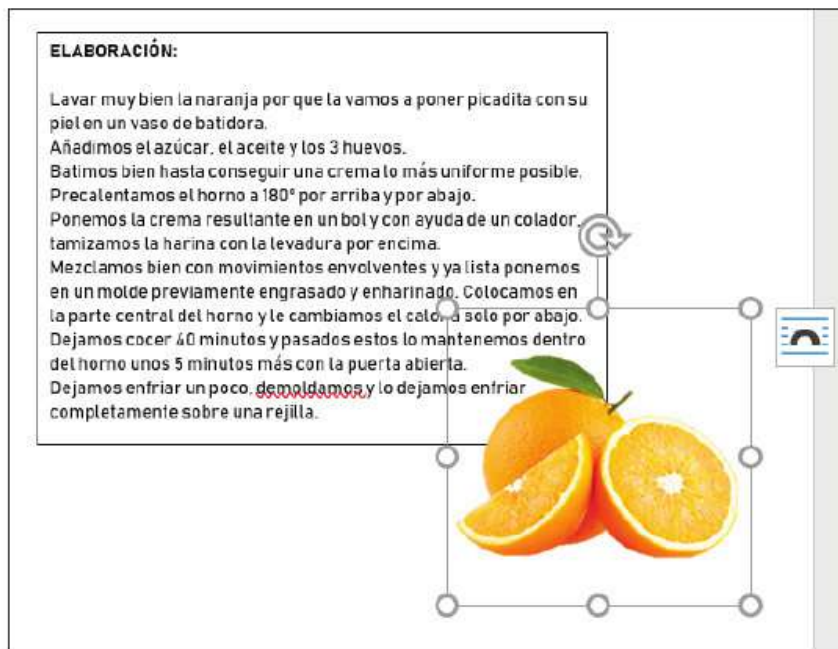 ELABORACIÓN:
Lavar muy bien la naranja por que la vamos a poner picadita con su
piel en un vaso de batidora.
Añadimos el azúcar, el aceite y los 3 huevos.
Batimos bien hasta conseguir una crema lo más uniforme posible.
Precalentamos el horno a 180º por arriba y por abajo.
Ponemos la crema resultante en un bol y con ayuda de un colador,
tamizamos la harina con la levadura por encima.
Mezclamos bien con movimientos envolventes y ya lista ponemos
en un molde previamente engrasado y enharinado. Colocamos en
la parte central del horno y le cambiamos el calor a solo por abajo.
Dejamos cocer 40 minutos y pasados estos lo mantenemos dentro
del horno unos 5 minutos más con la puerta abierta.
Dejamos enfriar un poco, demoldamos y lo dejamos enfriar
completamente sobre una rejilla.